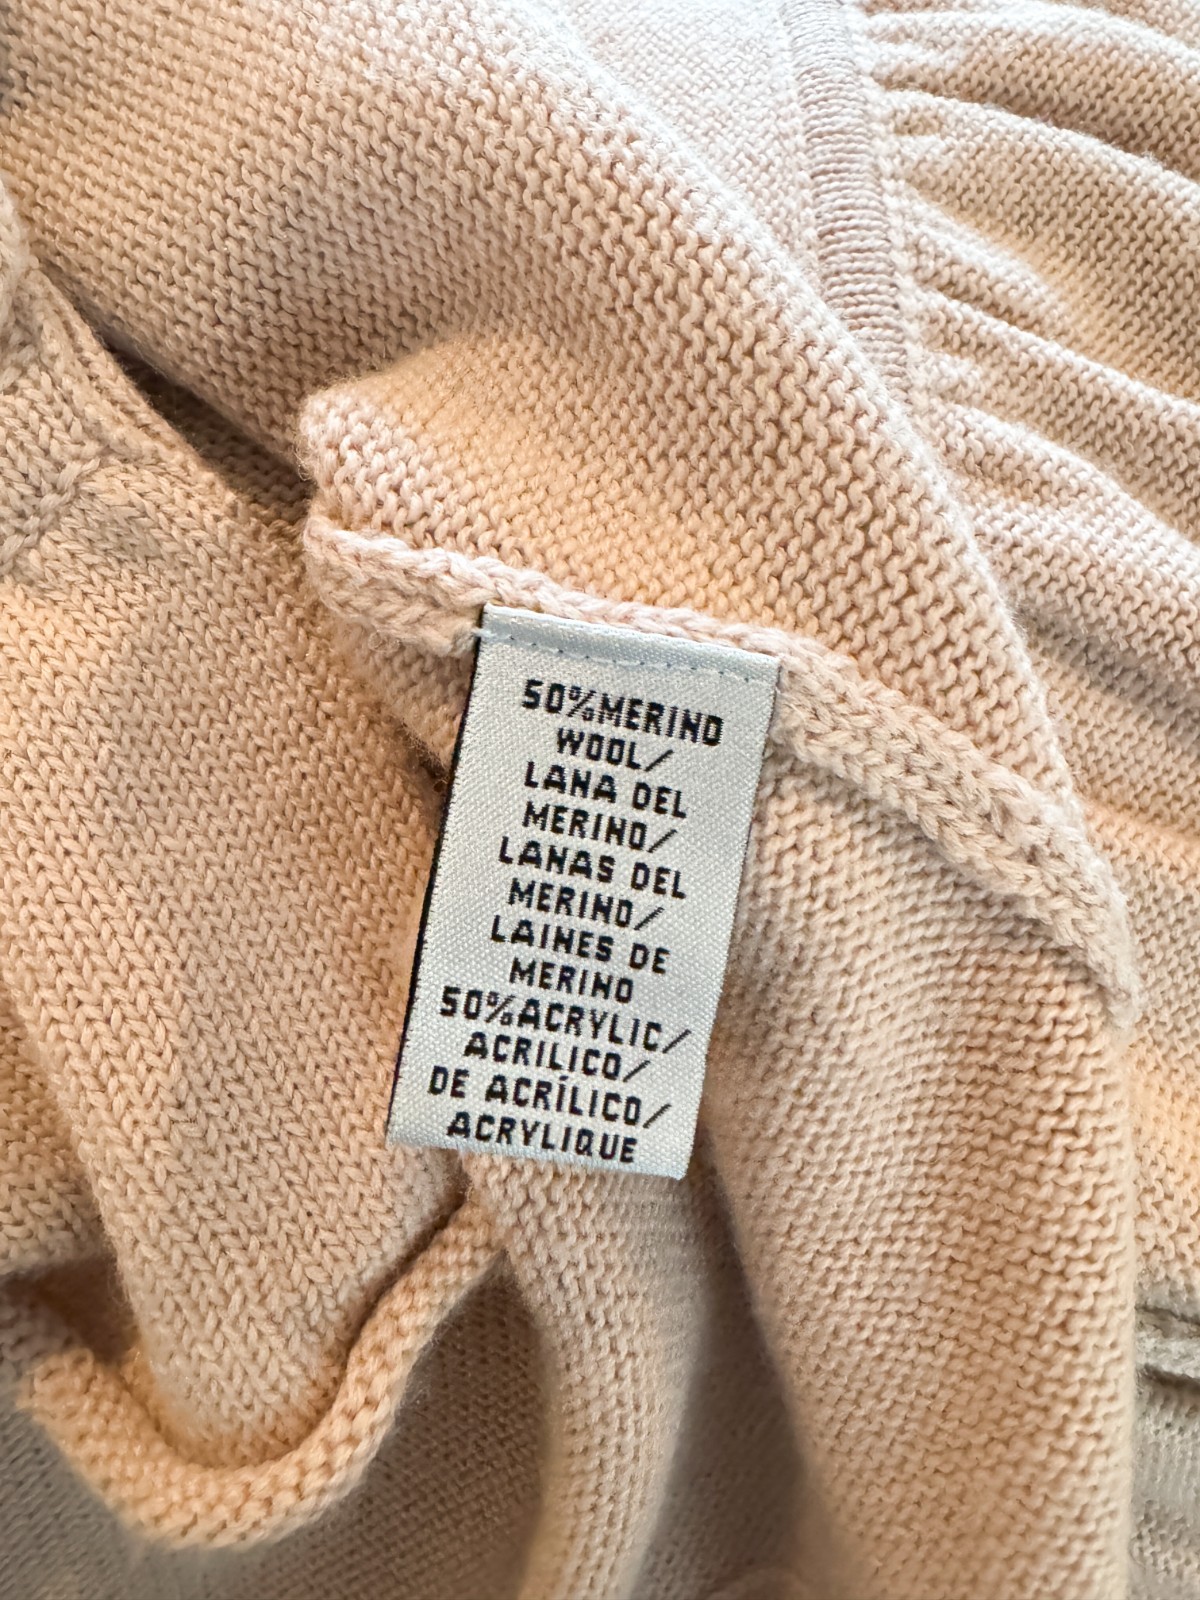 50%MERINO
WOOL/
LANA DEL
MERINO/
LANAS DEL
MERINO/
LAINES DE
MERINO
50%ACRYLIC/
ACRILICO/
DE ACRÍLICO/
ACRYLIQUE